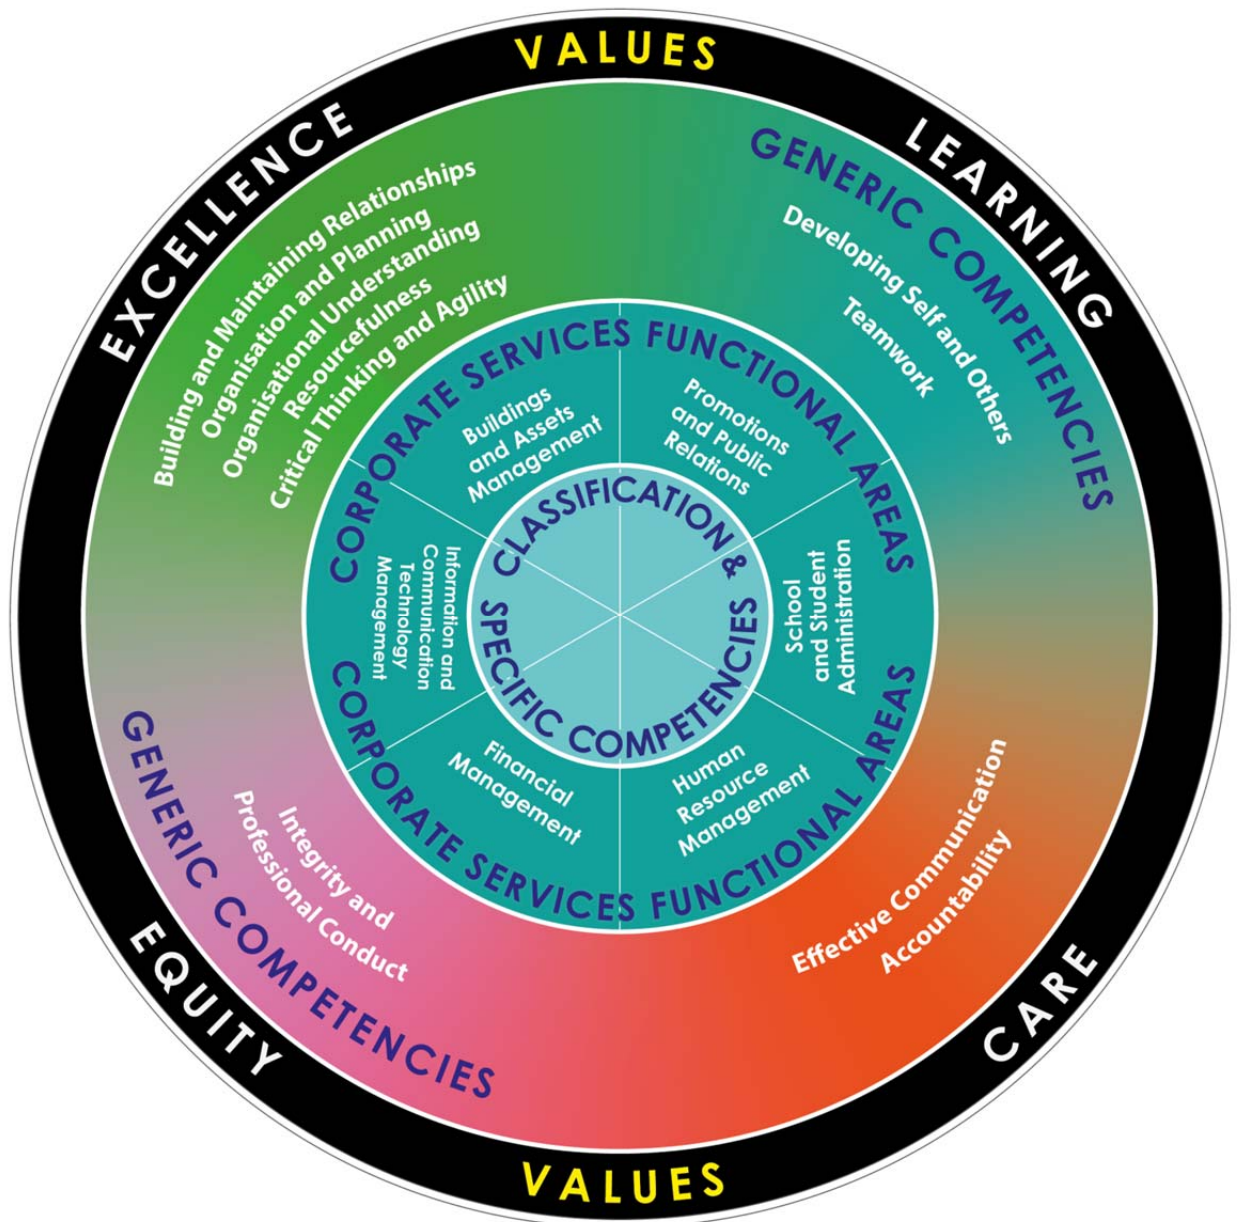 VALUES
EXCELLENCE
LEARNING
GENERIC COMPETENCIES
Building and Maintaining Relationships
Organisation and Planning
Organisational Understanding
Resourcefulness
Critical Thinking and Agility
Developing Self and Others
Teamwork
CORPORATE SERVICES FUNCTIONAL AREAS
Buildings
and Assets
Management
Promotions
and Public
Relations
CLASSIFICATION &
SPECIFIC COMPETENCIES
Information and
Communication
Technology
Management
School
and Student
Administration
Financial
Management
Human
Resource
Management
CORPORATE SERVICES FUNCTIONAL AREAS
Integrity and
Professional Conduct
GENERIC COMPETENCIES
Effective Communication
Accountability
EQUITY
CARE
VALUES